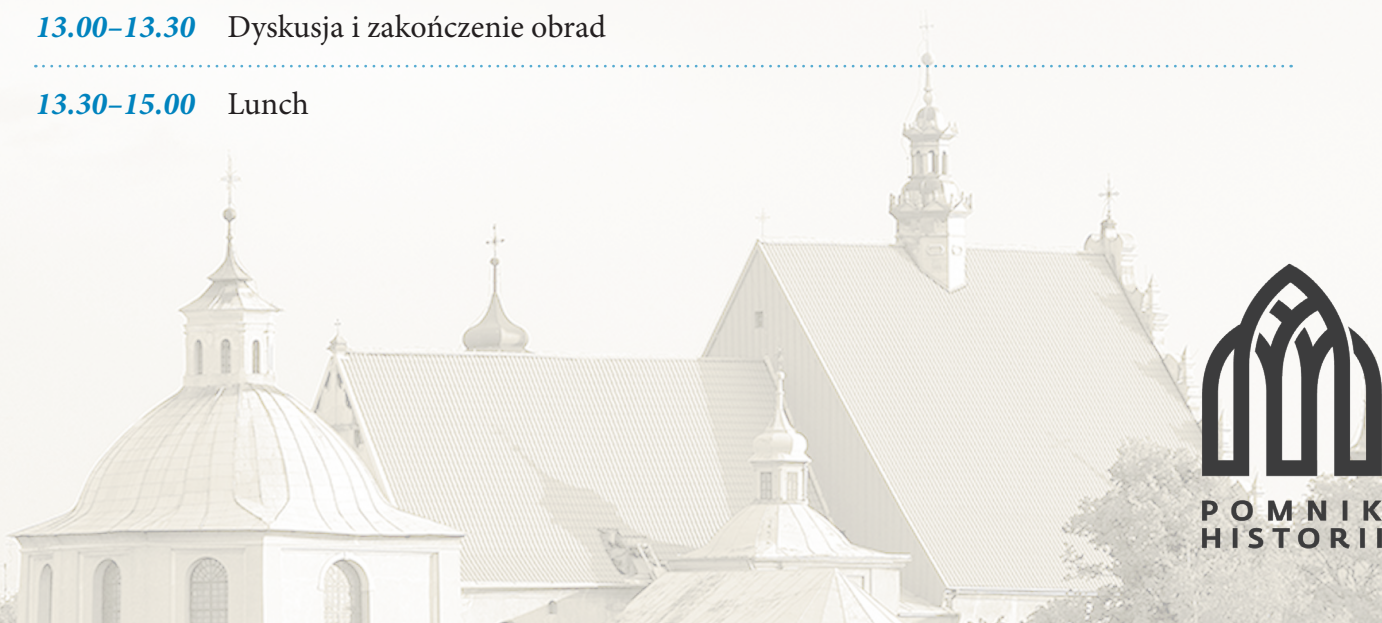 13.00–13.30 Dyskusja i zakończenie obrad
13.30–15.00 Lunch
POMNIK
HISTORII